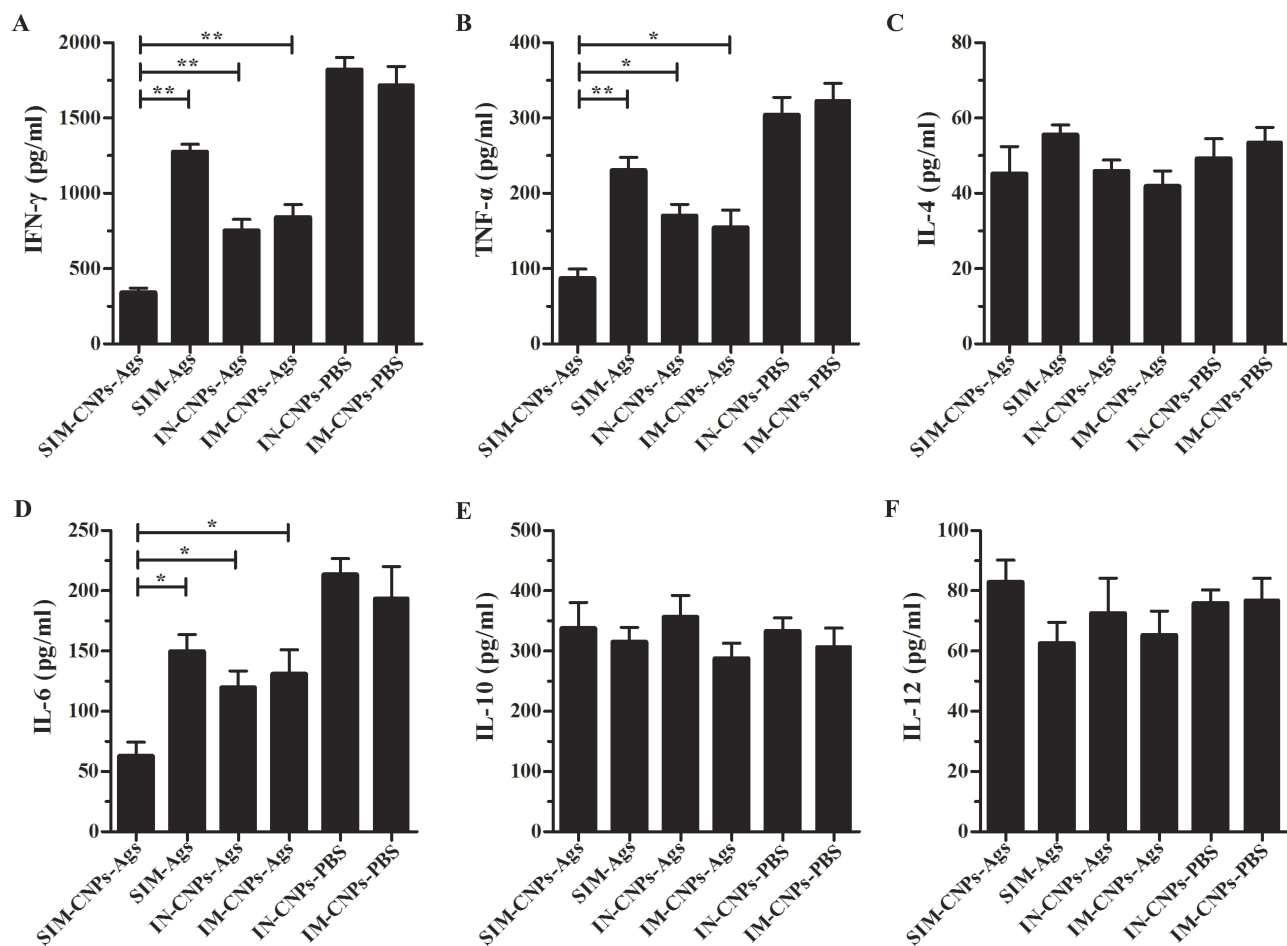 A
IFN-γ (pg/ml)
2000
1500
1000
500
0
**
**
**
SIM-CNPs-Ags
SIM-Ags
IN-CNPs-Ags
IM-CNPs-Ags
IN-CNPs-PBS
IM-CNPs-PBS
B
TNF-α (pg/ml)
400
300
200
100
0
*
*
**
SIM-CNPs-Ags
SIM-Ags
IN-CNPs-Ags
IM-CNPs-Ags
IN-CNPs-PBS
IM-CNPs-PBS
C
IL-4 (pg/ml)
80
60
40
20
0
SIM-CNPs-Ags
SIM-Ags
IN-CNPs-Ags
IM-CNPs-Ags
IN-CNPs-PBS
IM-CNPs-PBS
D
IL-6 (pg/ml)
250
200
150
100
50
0
*
*
*
SIM-CNPs-Ags
SIM-Ags
IN-CNPs-Ags
IM-CNPs-Ags
IN-CNPs-PBS
IM-CNPs-PBS
E
IL-10 (pg/ml)
500
400
300
200
100
0
SIM-CNPs-Ags
SIM-Ags
IN-CNPs-Ags
IM-CNPs-Ags
IN-CNPs-PBS
IM-CNPs-PBS
F
IL-12 (pg/ml)
100
80
60
40
20
0
SIM-CNPs-Ags
SIM-Ags
IN-CNPs-Ags
IM-CNPs-Ags
IN-CNPs-PBS
IM-CNPs-PBS